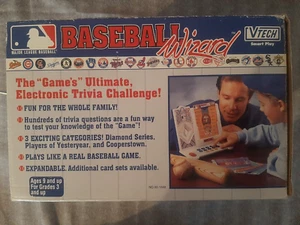 BASEBALL Wizard
VTECH
Smart Play
MAJOR LEAGUE BASEBALL
The "Game's" Ultimate,
Electronic Trivia Challenge!
FUN FOR THE WHOLE FAMILY!
Hundreds of trivia questions are a fun way
to test your knowledge of the "Game"!
3 EXCITING CATEGORIES! Diamond Series,
Players of Yesteryear, and Cooperstown.
PLAYS LIKE A REAL BASEBALL GAME.
EXPANDABLE. Additional card sets available.
Ages 9 and up
For Grades 3
and up